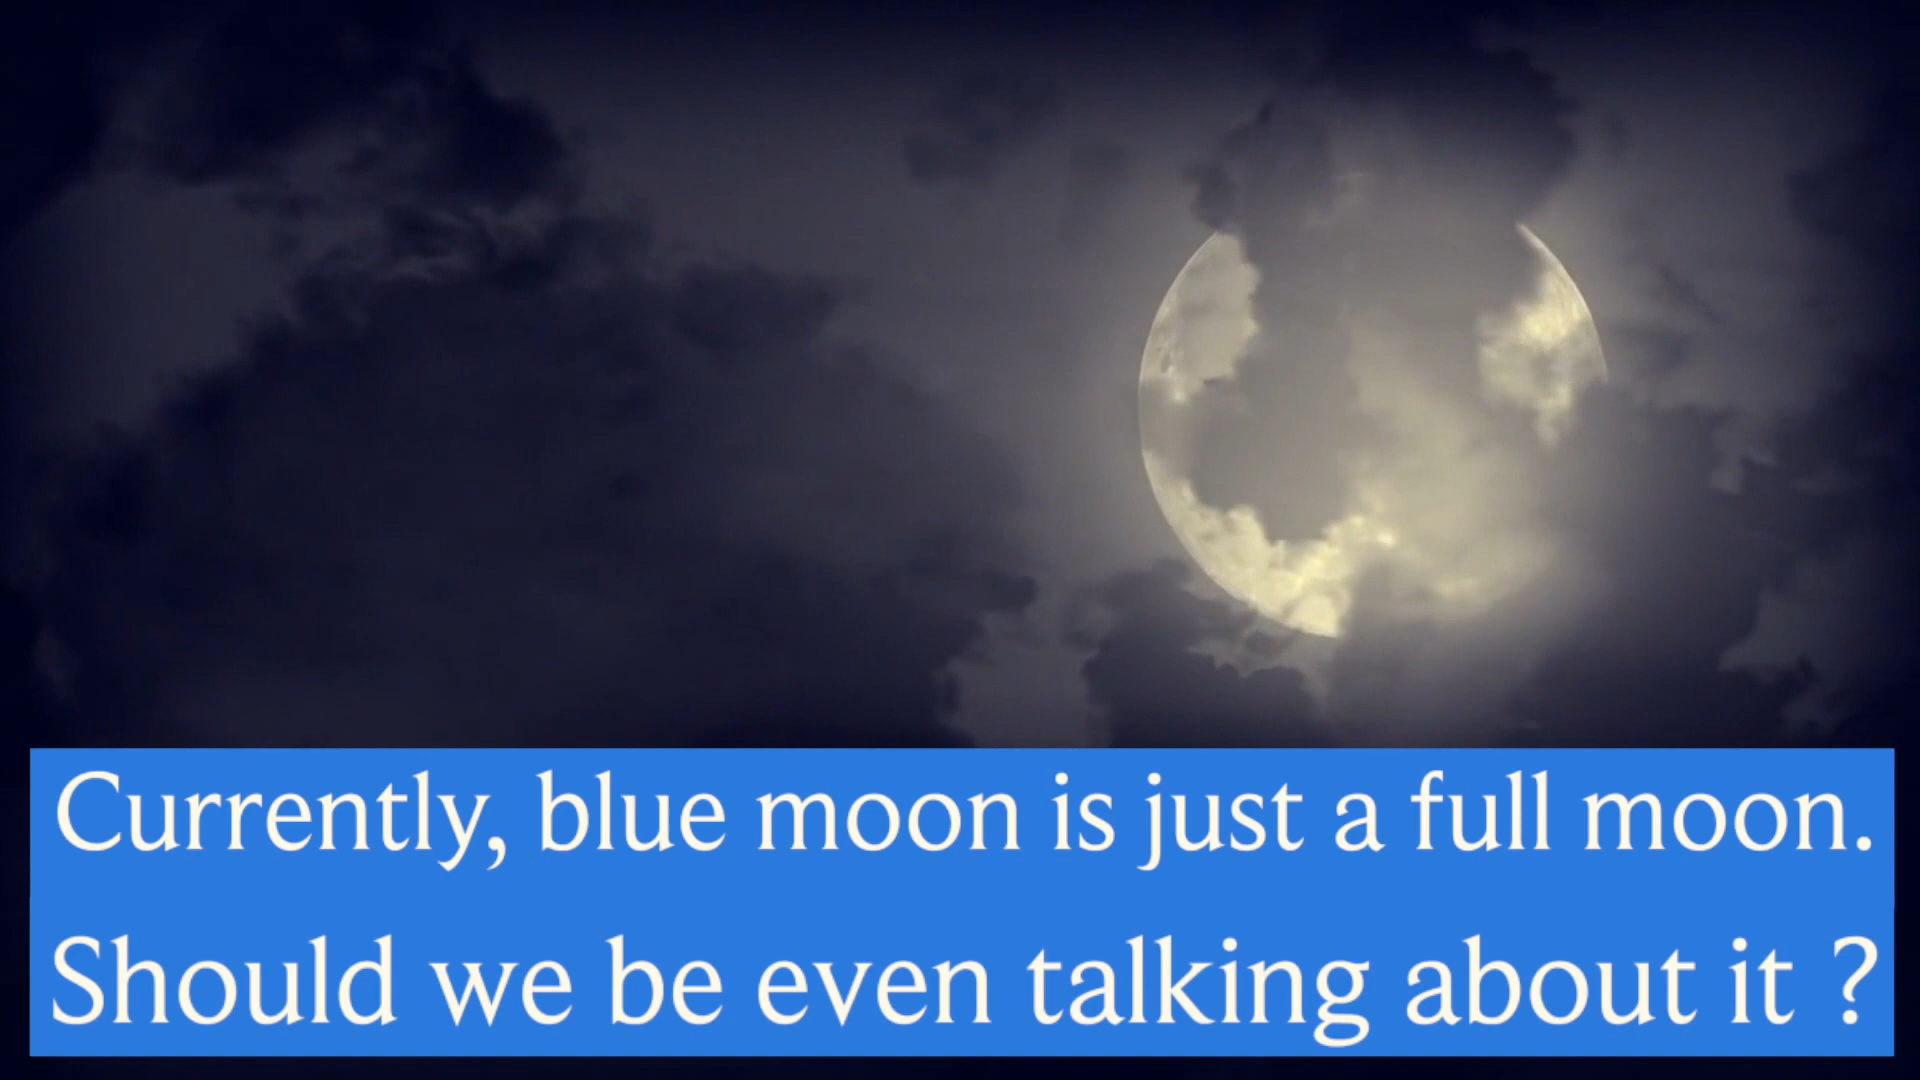 Currently, blue moon is just a full moon.
Should we be even talking about it ?